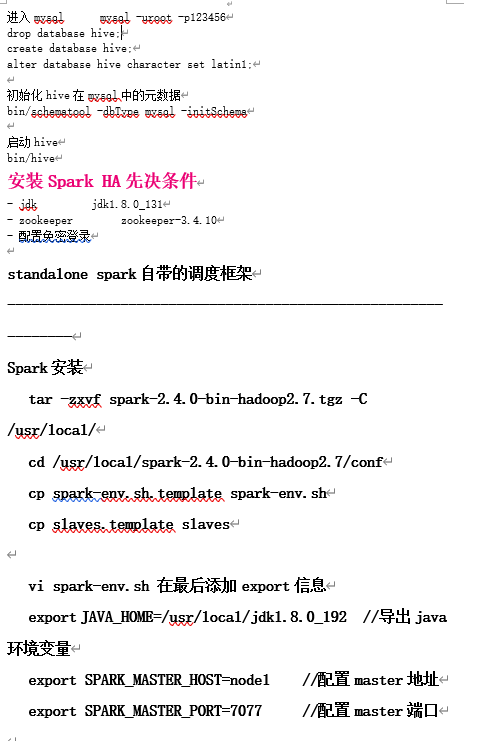 进入mysql      mysql -uroot -p123456
drop database hive;
create database hive;
alter database hive character set latin1;
初始化hive在mysql中的元数据
bin/schematool -dbType mysql -initSchema
启动hive
bin/hive
安装Spark HA先决条件
- jdk        jdk1.8.0_131
- zookeeper       zookeeper-3.4.10
- 配置免密登录
standalone spark自带的调度框架
------------------------------------------------------
--------
Spark安装
tar -zxvf spark-2.4.0-bin-hadoop2.7.tgz -C
/usr/local/
cd /usr/local/spark-2.4.0-bin-hadoop2.7/conf
cp spark-env.sh.template spark-env.sh
cp slaves.template slaves
vi spark-env.sh 在最后添加export信息
export JAVA_HOME=/usr/local/jdk1.8.0_192  //导出java
环境变量
export SPARK_MASTER_HOST=node1    //配置master地址
export SPARK_MASTER_PORT=7077     //配置master端口